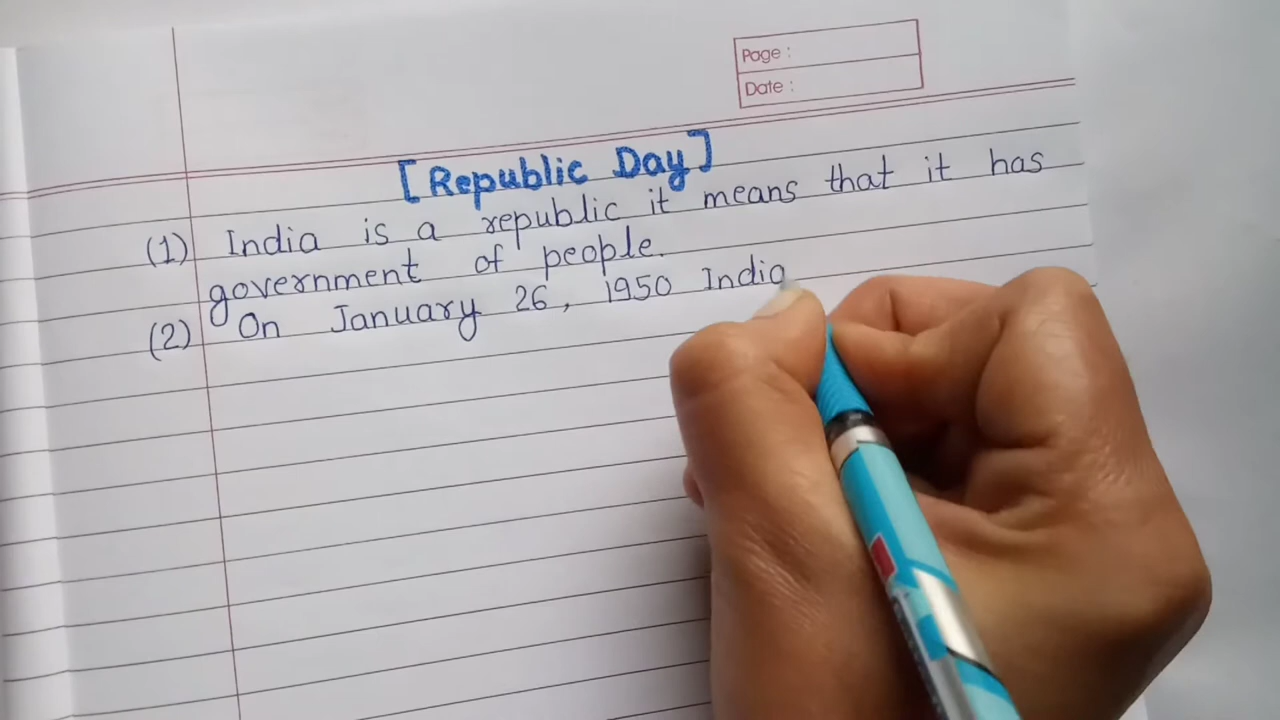 Page :
Date :
[Republic Day]
(1) India is a republic it means that it has
government of people.
(2) On January 26, 1950 India